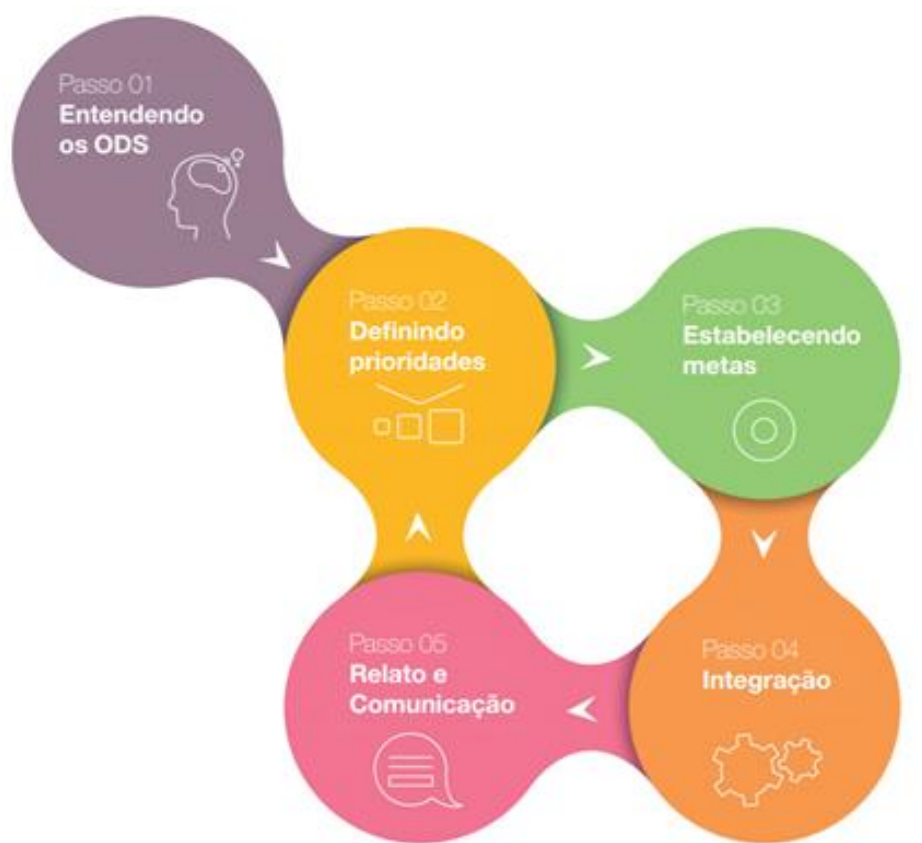 Passo 01
Entendendo
os ODS
Passo 02
Definindo
prioridades
Passo 03
Estabelecendo
metas
Passo 04
Integração
Passo 05
Relato e
Comunicação